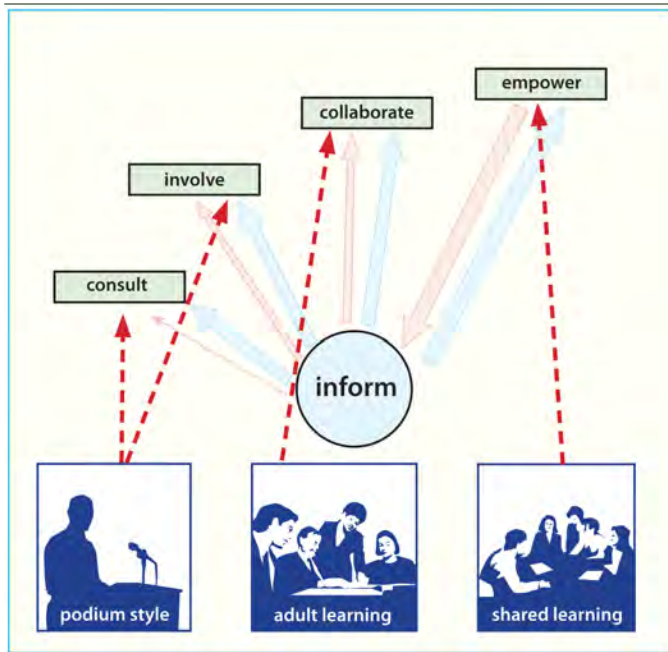 empower
collaborate
involve
consult
inform
podium style
adult learning
shared learning